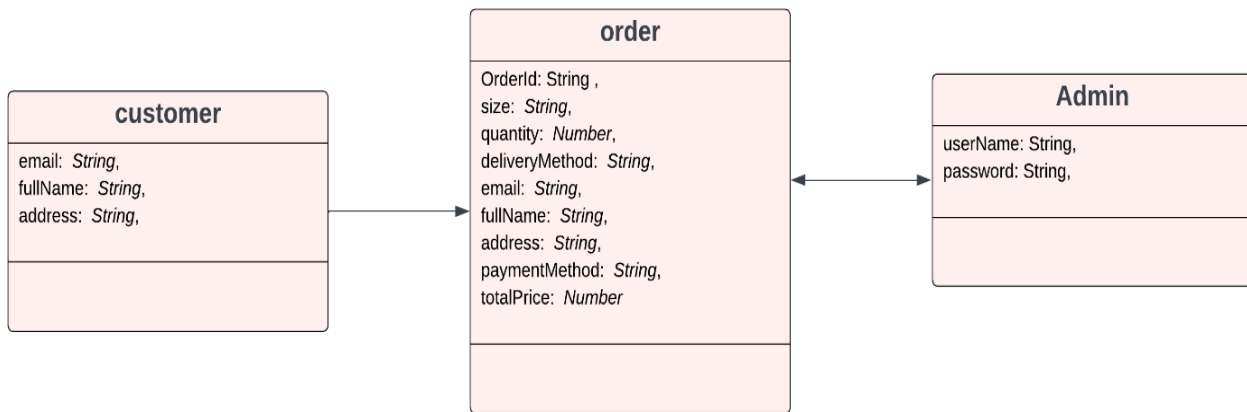 customer
email: String,
fullName: String,
address: String,
order
OrderId: String ,
size: String,
quantity: Number,
deliveryMethod: String,
email: String,
fullName: String,
address: String,
paymentMethod: String,
totalPrice: Number
Admin
userName: String,
password: String,